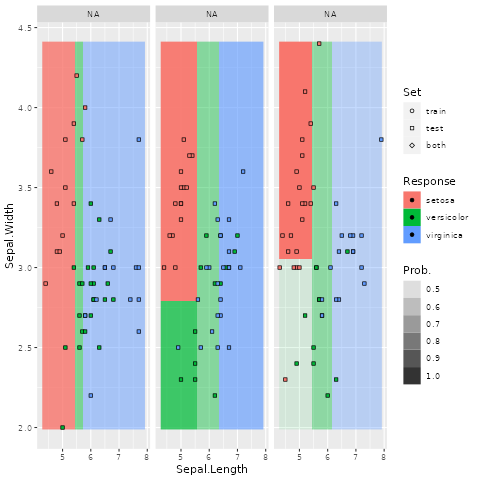 NA NA NA
4.5
4.0
3.5
3.0
2.5
2.0
Sepal.Width
5 6 7 8 5 6 7 8 5 6 7 8
Sepal.Length
Set
train
test
both
Response
setosa
versicolor
virginica
Prob.
0.5
0.6
0.7
0.8
0.9
1.0